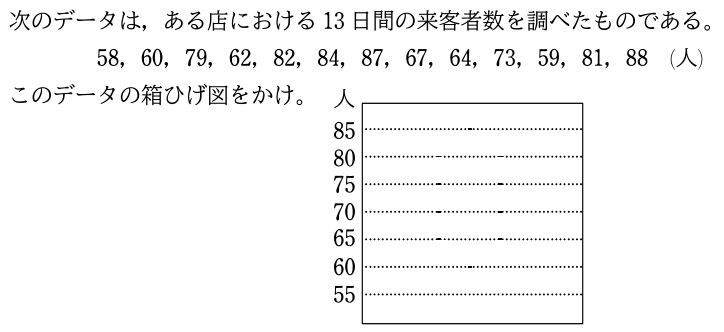 次のデータは，ある店における 13 日間の来客者数を調べたものである。
58，60，79，62，82，84，87，67，64，73，59，81，88 (人)
このデータの箱ひげ図をかけ。
人
85
80
75
70
65
60
55